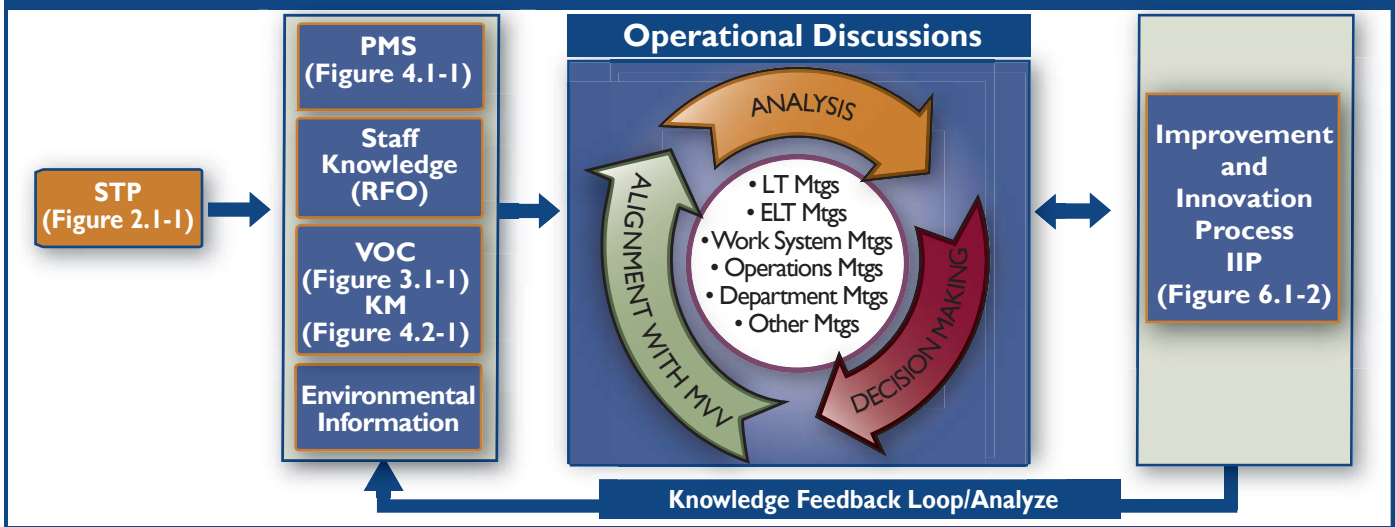 STP
(Figure 2.1-1)
PMS
(Figure 4.1-1)
Staff
Knowledge
(RFO)
VOC
(Figure 3.1-1)
KM
(Figure 4.2-1)
Environmental
Information
Operational Discussions
ANALYSIS
DECISION MAKING
ALIGNMENT WITH MVV
• LT Mtgs
• ELT Mtgs
• Work System Mtgs
• Operations Mtgs
• Department Mtgs
• Other Mtgs
Improvement
and
Innovation
Process
IIP
(Figure 6.1-2)
Knowledge Feedback Loop/Analyze